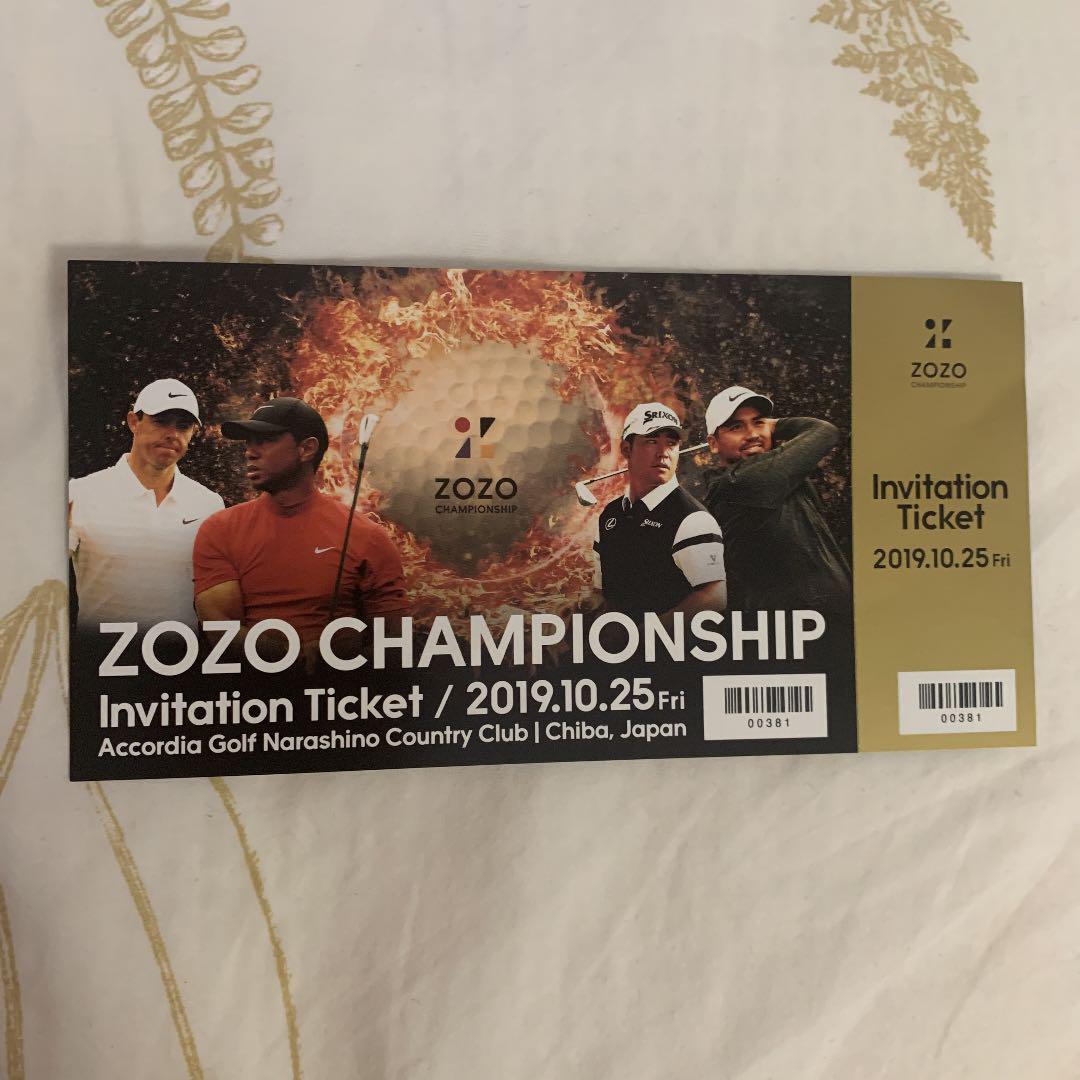 ZOZO
CHAMPIONSHIP
SRIXON
SRIXON
ZOZO CHAMPIONSHIP
Invitation Ticket / 2019.10.25 Fri
Accordia Golf Narashino Country Club | Chiba, Japan
00381
ZOZO
CHAMPIONSHIP
Invitation
Ticket
2019.10.25 Fri
00381